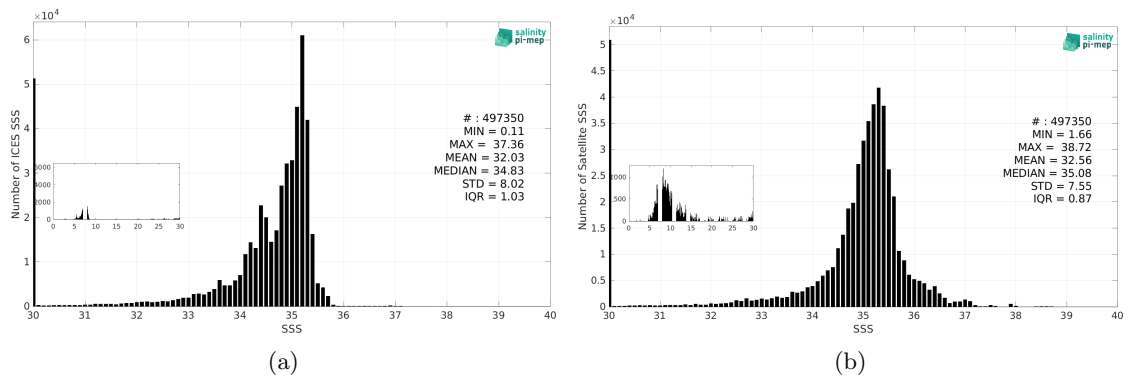 ×10⁴
6
5
4
3
2
1
0
Number of ICES SSS
salinity
pi-mep
# : 497350
MIN = 0.11
MAX = 37.36
MEAN = 32.03
MEDIAN = 34.83
STD = 8.02
IQR = 1.03
6000
4000
2000
0
0 5 10 15 20 25 30
30 31 32 33 34 35 36 37 38 39 40
SSS
(a)
×10⁴
5
4.5
4
3.5
3
2.5
2
1.5
1
0.5
0
Number of Satellite SSS
salinity
pi-mep
# : 497350
MIN = 1.66
MAX = 38.72
MEAN = 32.56
MEDIAN = 35.08
STD = 7.55
IQR = 0.87
1000
500
0
0 5 10 15 20 25 30
30 31 32 33 34 35 36 37 38 39 40
SSS
(b)